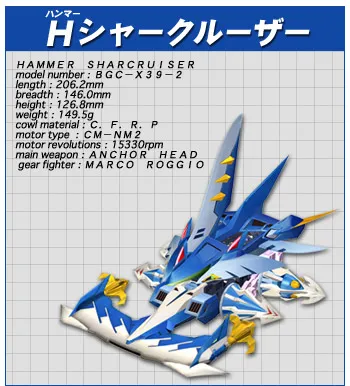 ハンマー
Hシャークルーザー
HAMMER SHARCRUISER
model number : BGC-X39-2
length : 206.2mm
breadth : 146.0mm
height : 126.8mm
weight : 149.5g
cowl material : C. F. R. P
motor type : CM-NM2
motor revolutions : 15330rpm
main weapon : ANCHOR HEAD
gear fighter : MARCO ROGGIO